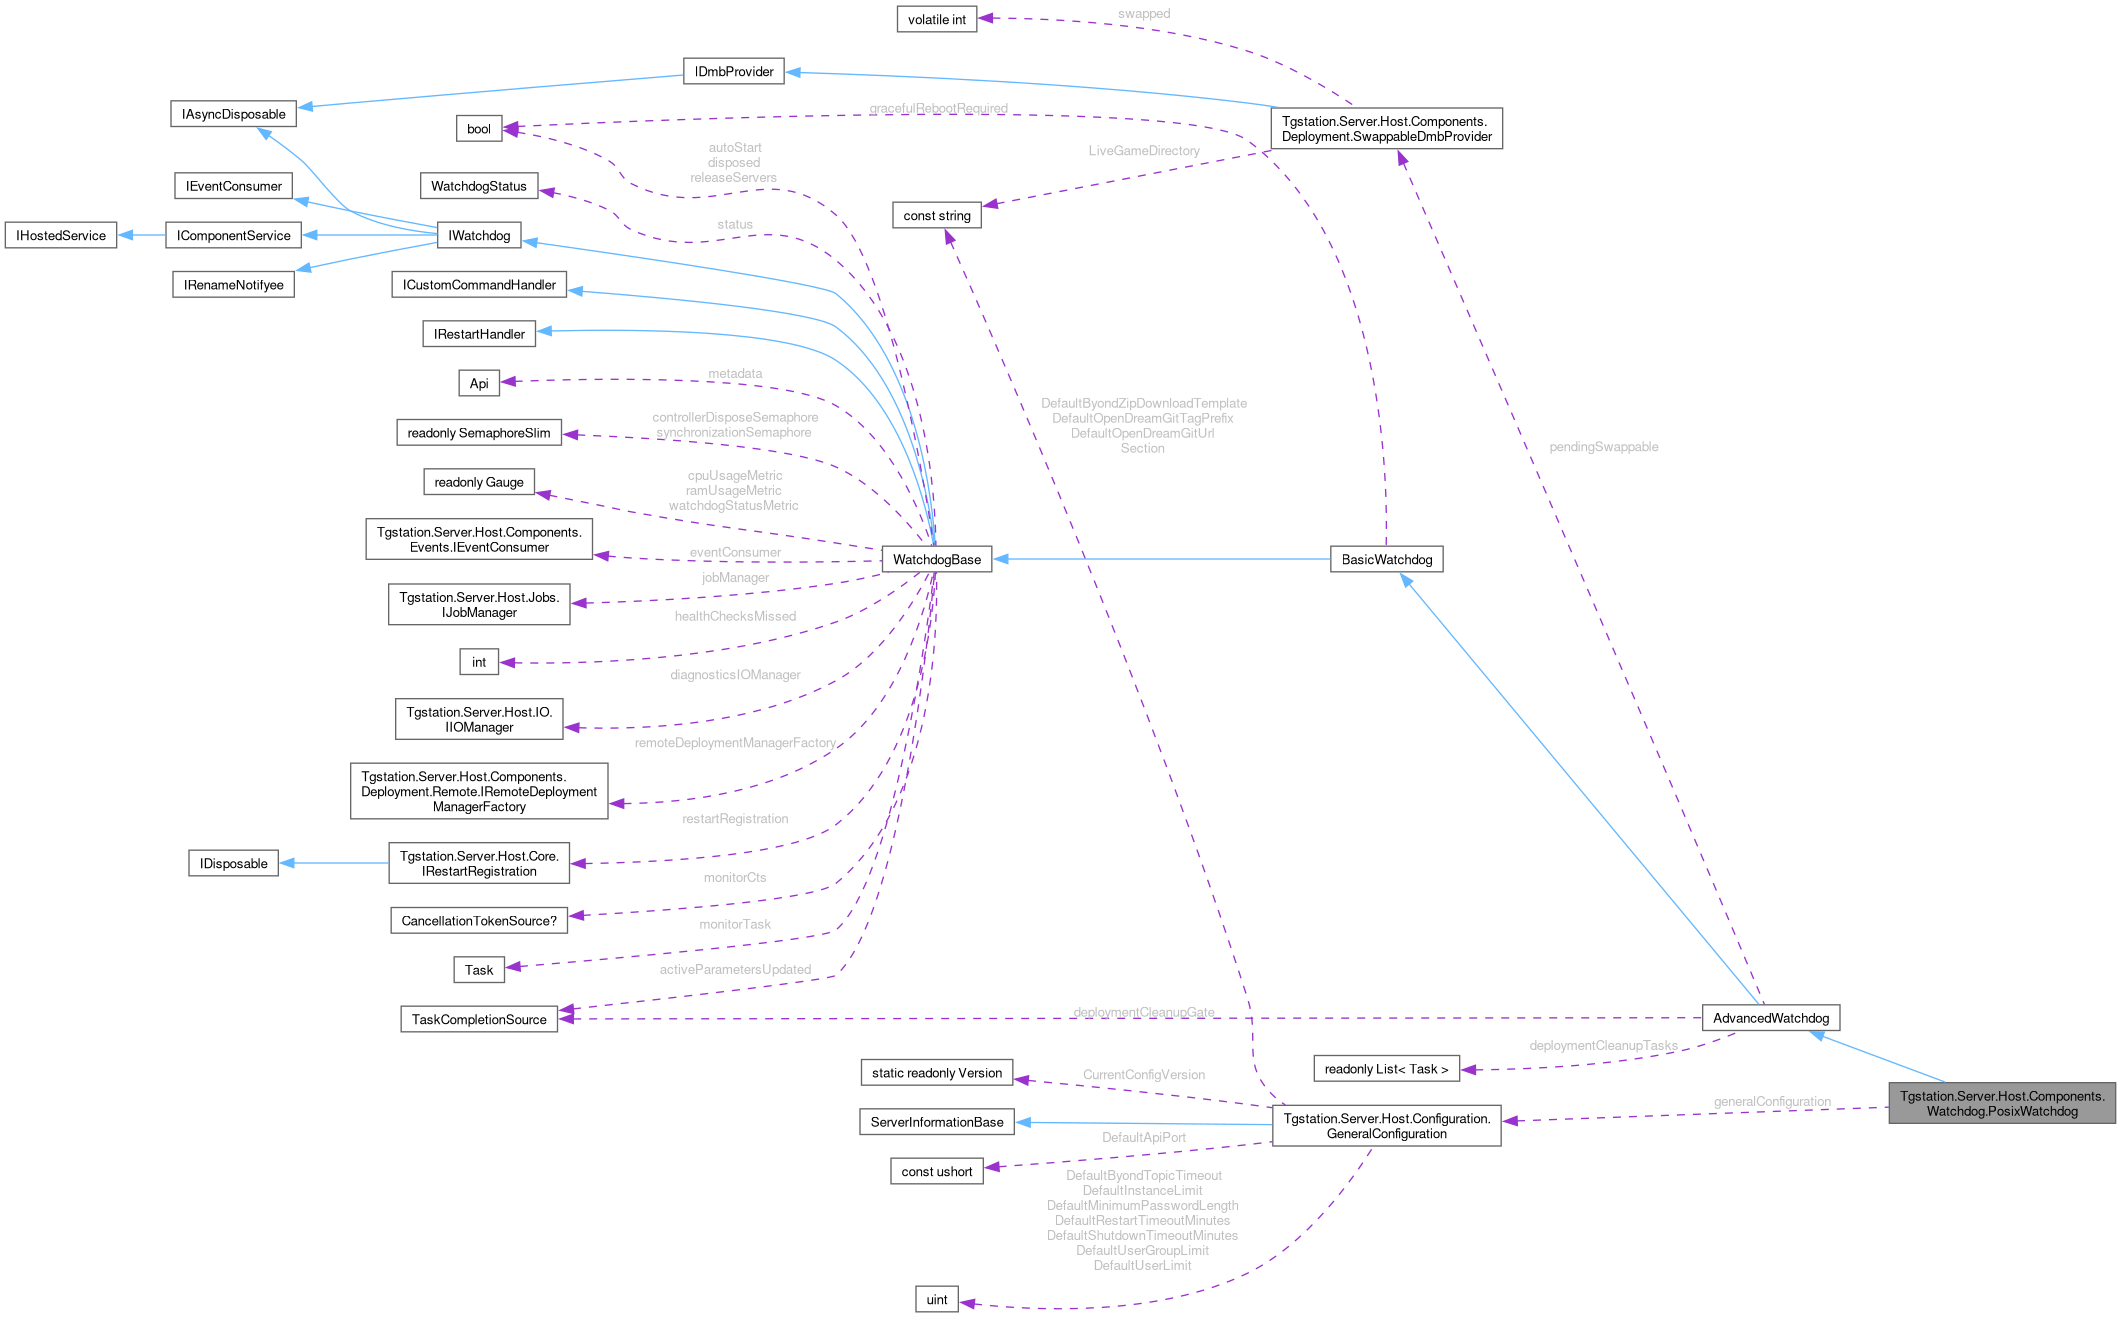 volatile int
swapped
IDmbProvider
IAsyncDisposable
bool
gracefulRebootRequired
Tgstation.Server.Host.Components.
Deployment.SwappableDmbProvider
autoStart
disposed
releaseServers
LiveGameDirectory
IEventConsumer
WatchdogStatus
const string
IHostedService
IComponentService
IWatchdog
status
IRenameNotifyee
ICustomCommandHandler
IRestartHandler
Api
metadata
DefaultByondZipDownloadTemplate
DefaultOpenDreamGitTagPrefix
DefaultOpenDreamGitUrl
Section
readonly SemaphoreSlim
controllerDisposeSemaphore
synchronizationSemaphore
pendingSwappable
readonly Gauge
cpuUsageMetric
ramUsageMetric
watchdogStatusMetric
Tgstation.Server.Host.Components.
Events.IEventConsumer
eventConsumer
WatchdogBase
BasicWatchdog
Tgstation.Server.Host.Jobs.
IJobManager
jobManager
healthChecksMissed
int
diagnosticsIOManager
Tgstation.Server.Host.IO.
IIOManager
remoteDeploymentManagerFactory
Tgstation.Server.Host.Components.
Deployment.Remote.IRemoteDeployment
ManagerFactory
restartRegistration
IDisposable
Tgstation.Server.Host.Core.
IRestartRegistration
monitorCts
CancellationTokenSource?
monitorTask
Task
activeParametersUpdated
TaskCompletionSource
deploymentCleanupGate
AdvancedWatchdog
deploymentCleanupTasks
static readonly Version
CurrentConfigVersion
readonly List< Task >
generalConfiguration
Tgstation.Server.Host.Components.
Watchdog.PosixWatchdog
ServerInformationBase
Tgstation.Server.Host.Configuration.
GeneralConfiguration
DefaultApiPort
const ushort
DefaultByondTopicTimeout
DefaultInstanceLimit
DefaultMinimumPasswordLength
DefaultRestartTimeoutMinutes
DefaultShutdownTimeoutMinutes
DefaultUserGroupLimit
DefaultUserLimit
uint